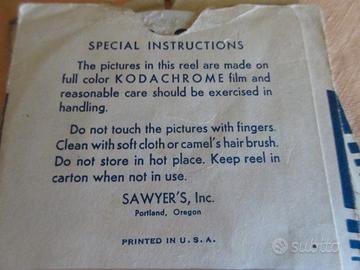 SPECIAL INSTRUCTIONS
The pictures in this reel are made on
full color KODACHROME film and
reasonable care should be exercised in
handling.
Do not touch the pictures with fingers.
Clean with soft cloth or camel's hair brush.
Do not store in hot place. Keep reel in
carton when not in use.
SAWYER'S, Inc.
Portland, Oregon
PRINTED IN U. S. A.
subito